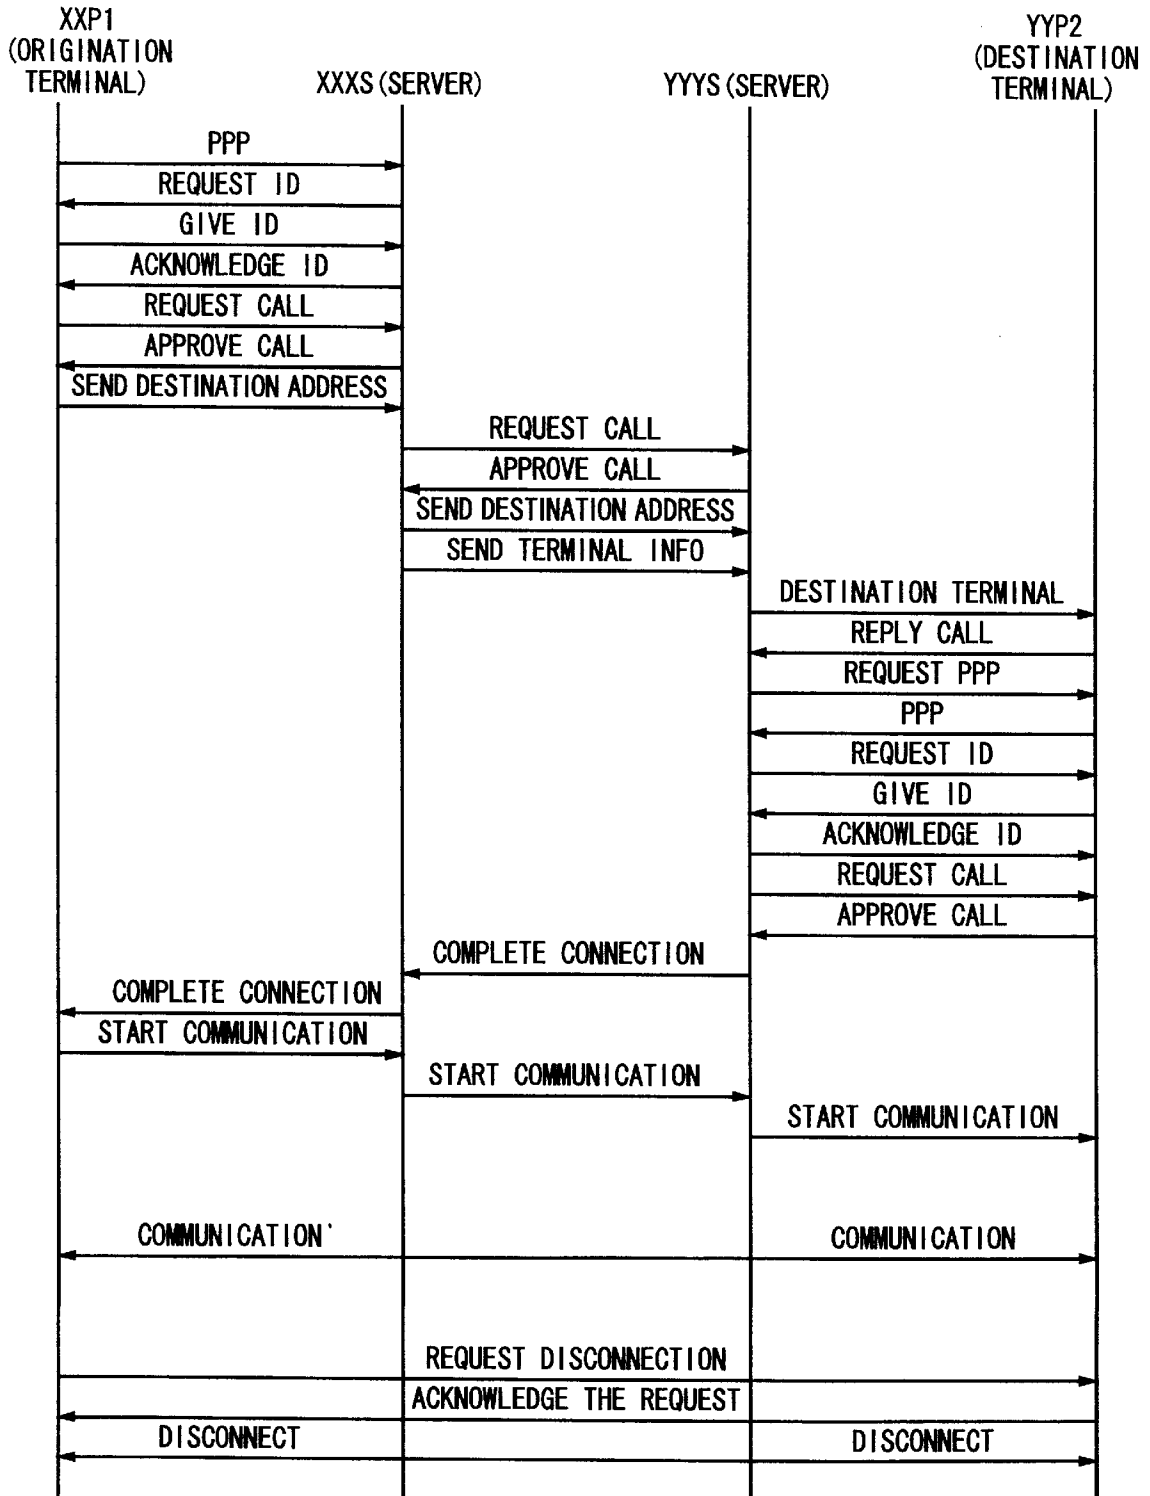 XXP1
(ORIGINATION
TERMINAL)
XXXS(SERVER)
YYYS(SERVER)
YYP2
(DESTINATION
TERMINAL)
PPP
REQUEST ID
GIVE ID
ACKNOWLEDGE ID
REQUEST CALL
APPROVE CALL
SEND DESTINATION ADDRESS
REQUEST CALL
APPROVE CALL
SEND DESTINATION ADDRESS
SEND TERMINAL INFO
DESTINATION TERMINAL
REPLY CALL
REQUEST PPP
PPP
REQUEST ID
GIVE ID
ACKNOWLEDGE ID
REQUEST CALL
APPROVE CALL
COMPLETE CONNECTION
COMPLETE CONNECTION
START COMMUNICATION
START COMMUNICATION
START COMMUNICATION
COMMUNICATION
COMMUNICATION
REQUEST DISCONNECTION
ACKNOWLEDGE THE REQUEST
DISCONNECT
DISCONNECT